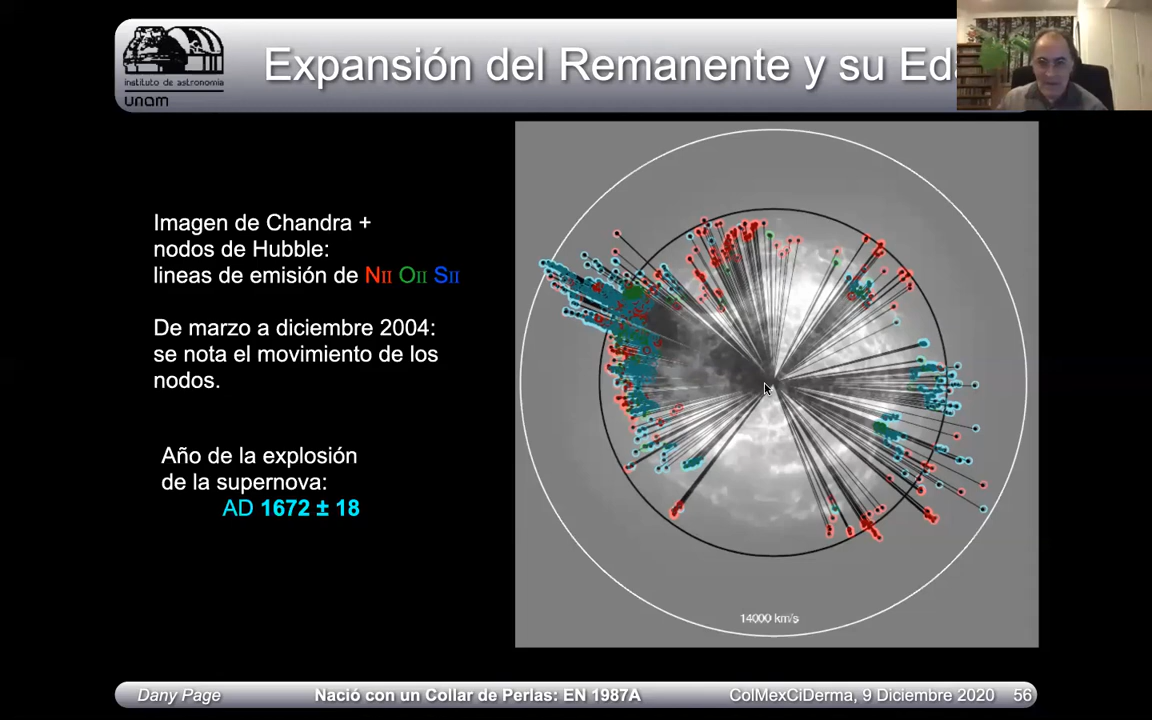 instituto de astronomía
unam
Expansión del Remanente y su Eda
Imagen de Chandra +
nodos de Hubble:
lineas de emisión de NII OII SII
De marzo a diciembre 2004:
se nota el movimiento de los
nodos.
Año de la explosión
de la supernova:
AD 1672 ± 18
14000 km/s
Dany Page
Nació con un Collar de Perlas: EN 1987A
ColMexCiDerma, 9 Diciembre 2020
56